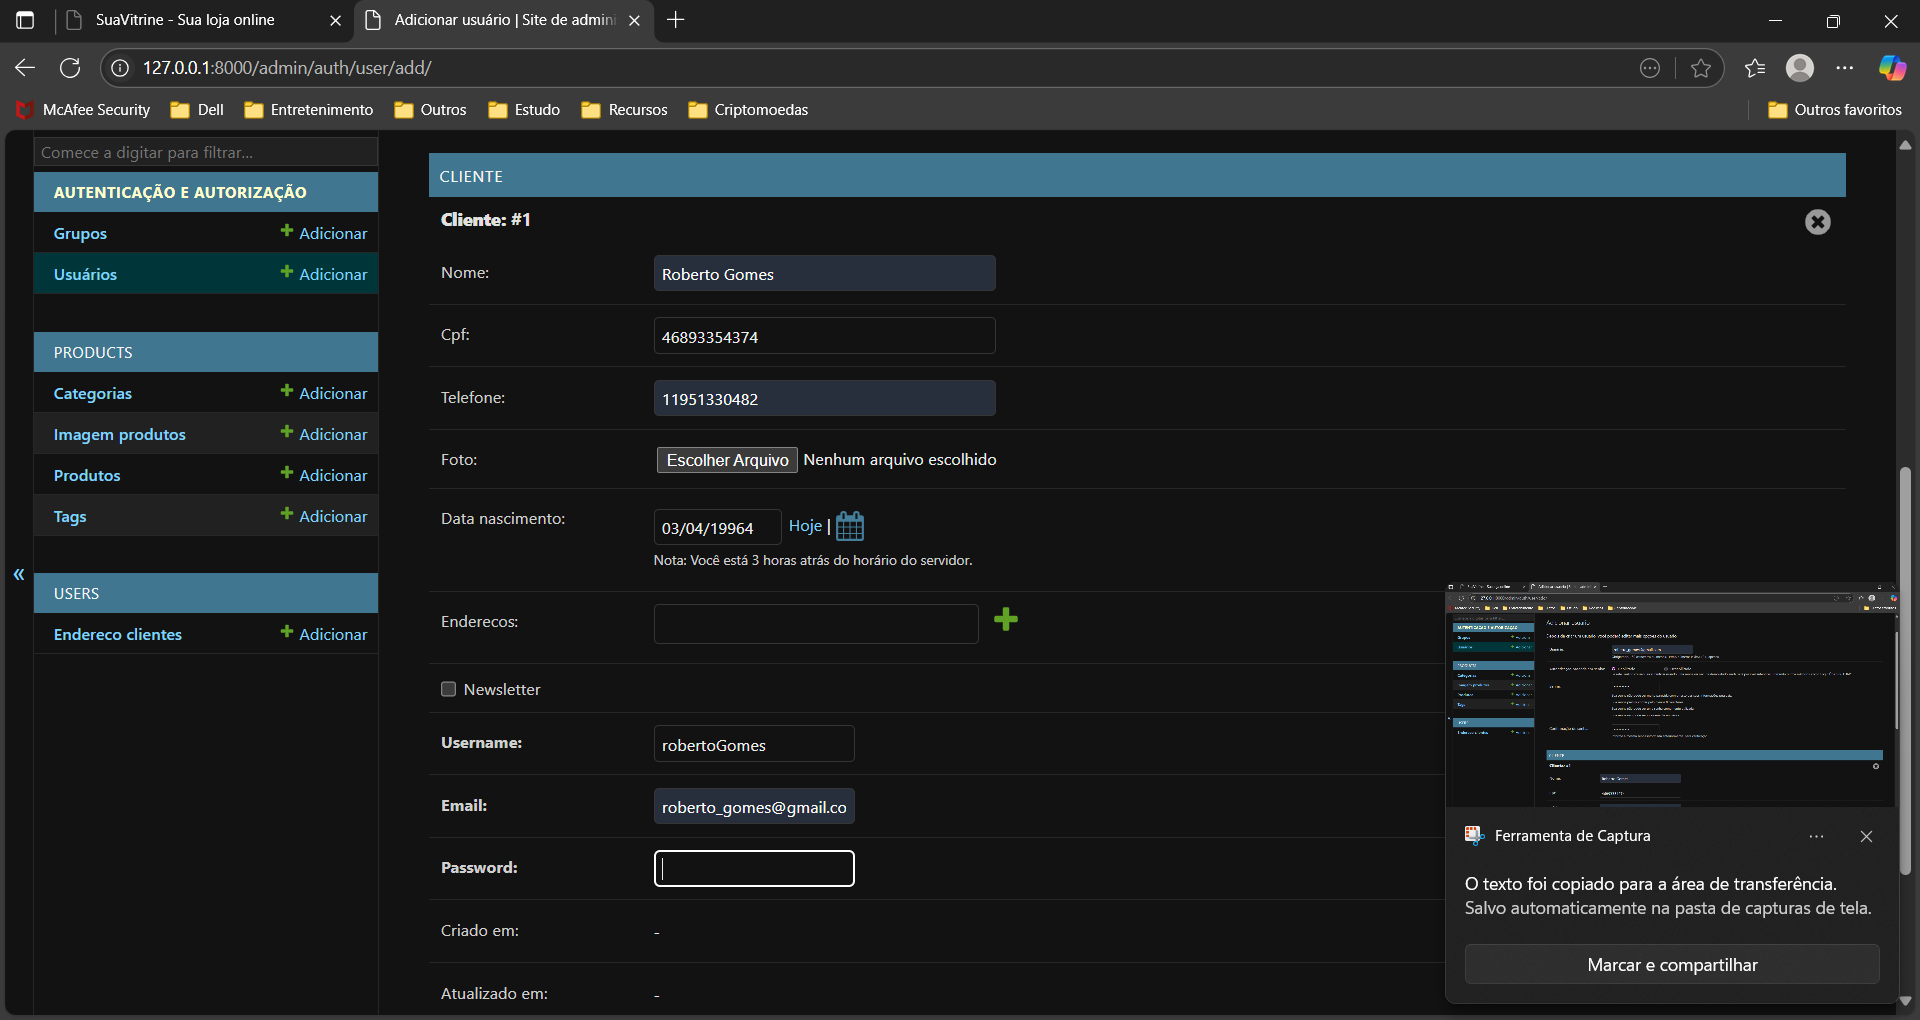 SuaVitrine - Sua loja online
Adicionar usuário | Site de admin
127.0.0.1:8000/admin/auth/user/add/
McAfee Security
Dell
Entretenimento
Outros
Estudo
Recursos
Criptomoedas
Outros favoritos
Comece a digitar para filtrar...
AUTENTICAÇÃO E AUTORIZAÇÃO
Grupos
Adicionar
Usuários
Adicionar
PRODUCTS
Categorias
Adicionar
Imagem produtos
Adicionar
Produtos
Adicionar
Tags
Adicionar
«
USERS
Endereco clientes
Adicionar
CLIENTE
Cliente: #1
Nome:
Roberto Gomes
Cpf:
46893354374
Telefone:
11951330482
Foto:
Escolher Arquivo Nenhum arquivo escolhido
Data nascimento:
03/04/19964
Hoje |
Nota: Você está 3 horas atrás do horário do servidor.
Enderecos:
Newsletter
Username:
robertoGomes
Email:
roberto_gomes@gmail.co
Password:
Criado em:
-
Atualizado em:
-
Ferramenta de Captura
O texto foi copiado para a área de transferência.
Salvo automaticamente na pasta de capturas de tela.
Marcar e compartilhar